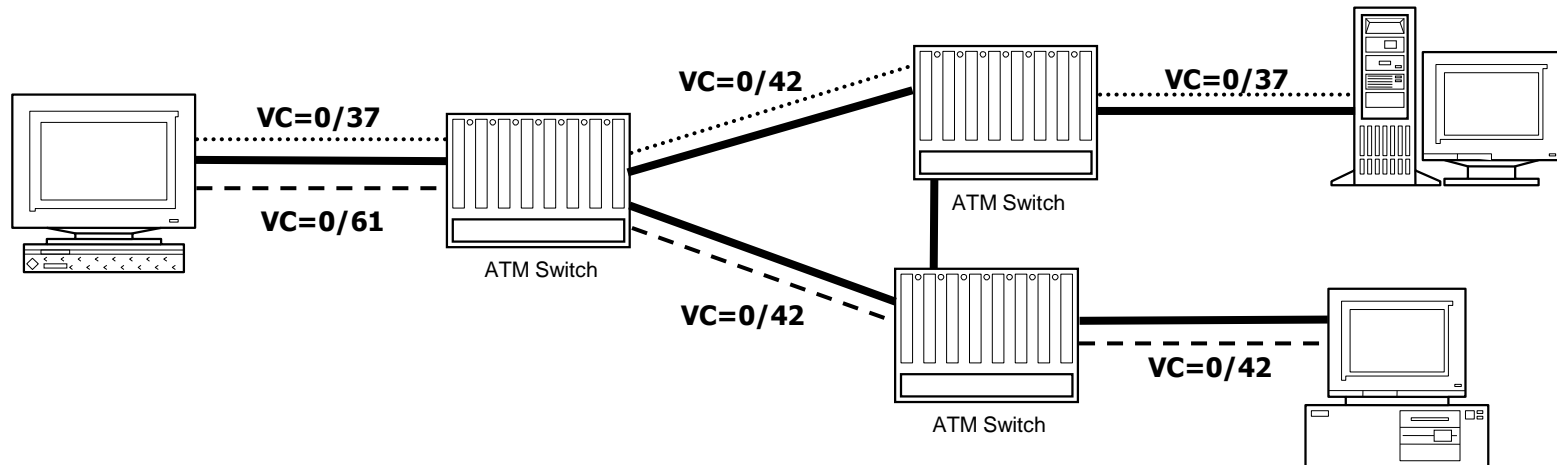 VC=0/42
VC=0/37
VC=0/37
ATM Switch
VC=0/61
ATM Switch
VC=0/42
VC=0/42
ATM Switch